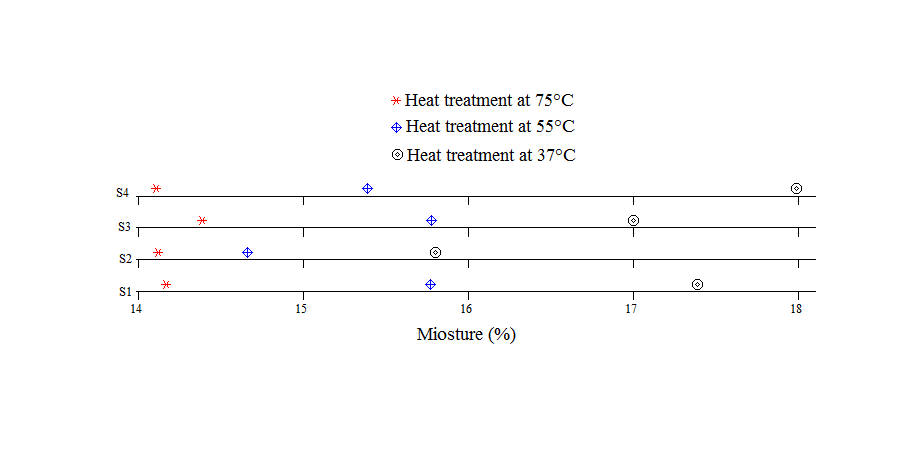 Heat treatment at 75°C
Heat treatment at 55°C
Heat treatment at 37°C
S4
S3
S2
S1
14 15 16 17 18
Miosture (%)